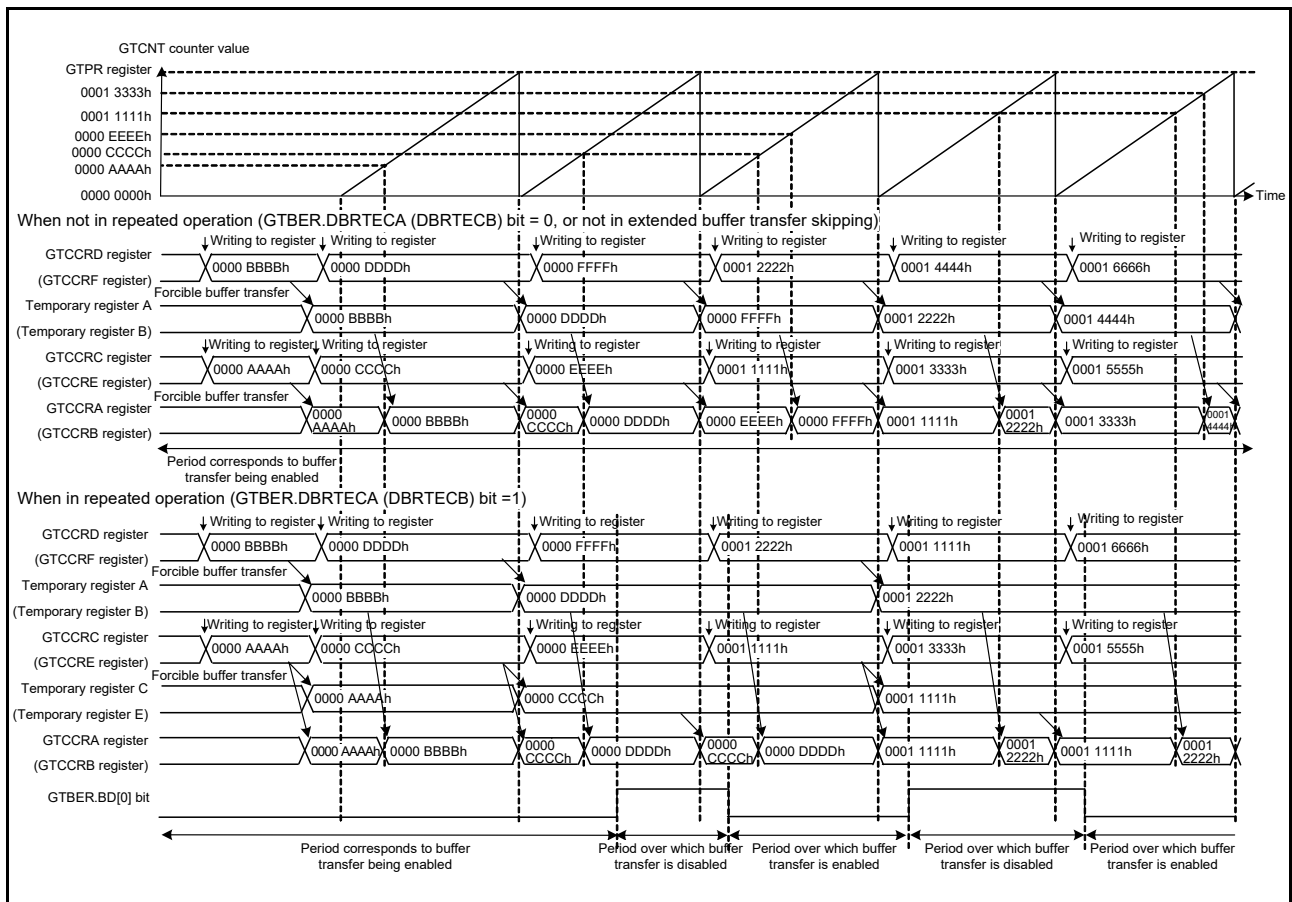 GTCNT counter value
GTPR register
0001 3333h
0001 1111h
0000 EEEEh
0000 CCCCh
0000 AAAAh
0000 0000h
Time
When not in repeated operation (GTBER.DBRTECA (DBRTECB) bit = 0, or not in extended buffer transfer skipping)
Writing to register Writing to register Writing to register Writing to register Writing to register Writing to register
GTCCRD register
(GTCCRF register)
0000 BBBBh 0000 DDDDh 0000 FFFFh 0001 2222h 0001 4444h 0001 6666h
Forcible buffer transfer
Temporary register A
(Temporary register B)
0000 BBBBh 0000 DDDDh 0000 FFFFh 0001 2222h 0001 4444h
Writing to register Writing to register Writing to register Writing to register Writing to register Writing to register
GTCCRC register
(GTCCRE register)
0000 AAAAh 0000 CCCCh 0000 EEEEh 0001 1111h 0001 3333h 0001 5555h
Forcible buffer transfer
GTCCRA register
(GTCCRB register)
0000 AAAAh 0000 BBBBh 0000 CCCCh 0000 DDDDh 0000 EEEEh 0000 FFFFh 0001 1111h 0001 2222h 0001 3333h 0001 4444h
Period corresponds to buffer
transfer being enabled
When in repeated operation (GTBER.DBRTECA (DBRTECB) bit =1)
Writing to register Writing to register Writing to register Writing to register Writing to register Writing to register
GTCCRD register
(GTCCRF register)
0000 BBBBh 0000 DDDDh 0000 FFFFh 0001 2222h 0001 1111h 0001 6666h
Forcible buffer transfer
Temporary register A
(Temporary register B)
0000 BBBBh 0000 DDDDh 0001 2222h
Writing to register Writing to register Writing to register Writing to register Writing to register Writing to register
GTCCRC register
(GTCCRE register)
0000 AAAAh 0000 CCCCh 0000 EEEEh 0001 1111h 0001 3333h 0001 5555h
Forcible buffer transfer
Temporary register C
(Temporary register E)
0000 AAAAh 0000 CCCCh 0001 1111h
GTCCRA register
(GTCCRB register)
0000 AAAAh 0000 BBBBh 0000 CCCCh 0000 DDDDh 0000 CCCCh 0000 DDDDh 0001 1111h 0001 2222h 0001 1111h 0001 2222h
GTBER.BD[0] bit
Period corresponds to buffer
transfer being enabled
Period over which buffer
transfer is disabled
Period over which buffer
transfer is enabled
Period over which buffer
transfer is disabled
Period over which buffer
transfer is enabled